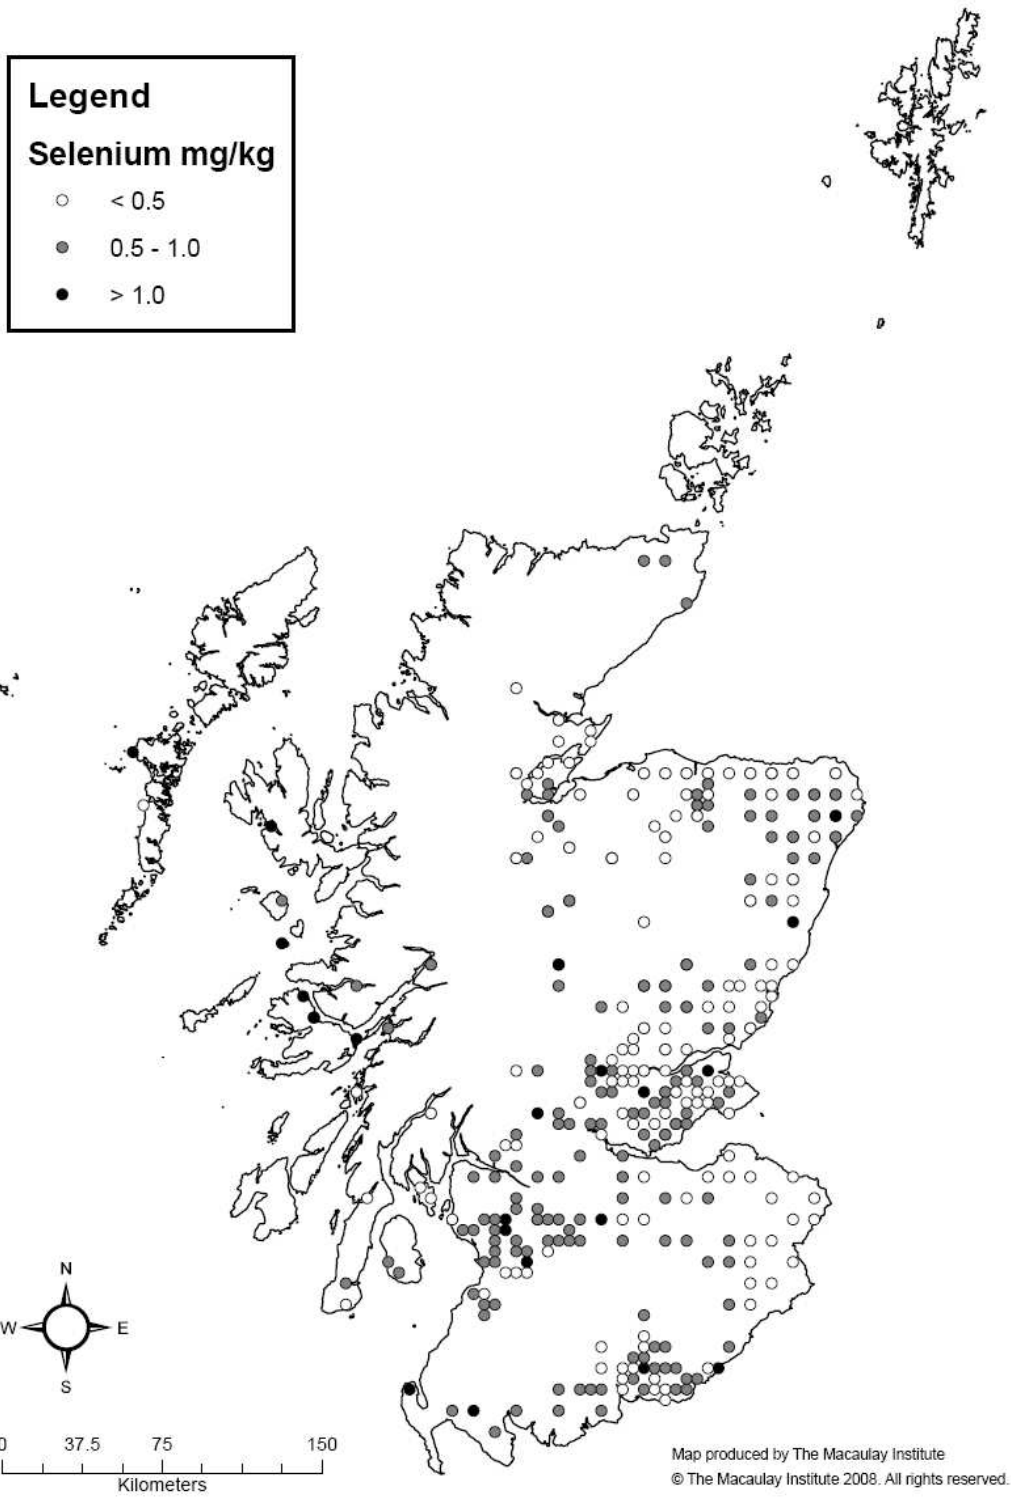 Legend
Selenium mg/kg
< 0.5
0.5 - 1.0
> 1.0
N
W E
S
0 37.5 75 150
Kilometers
Map produced by The Macaulay Institute
© The Macaulay Institute 2008. All rights reserved.